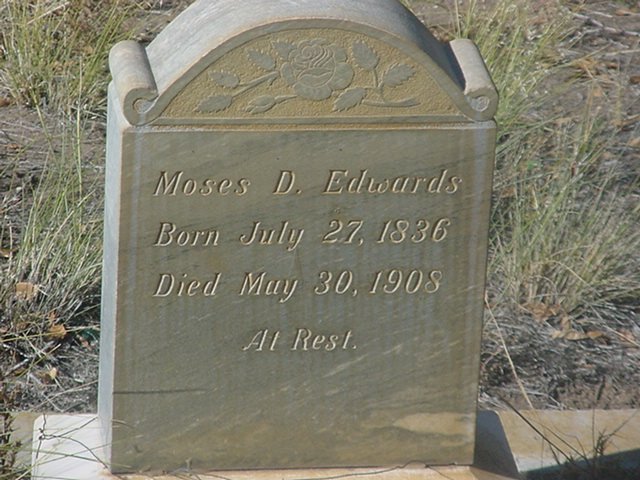 Moses D. Edwards
Born July 27, 1836
Died May 30, 1908
At Rest.